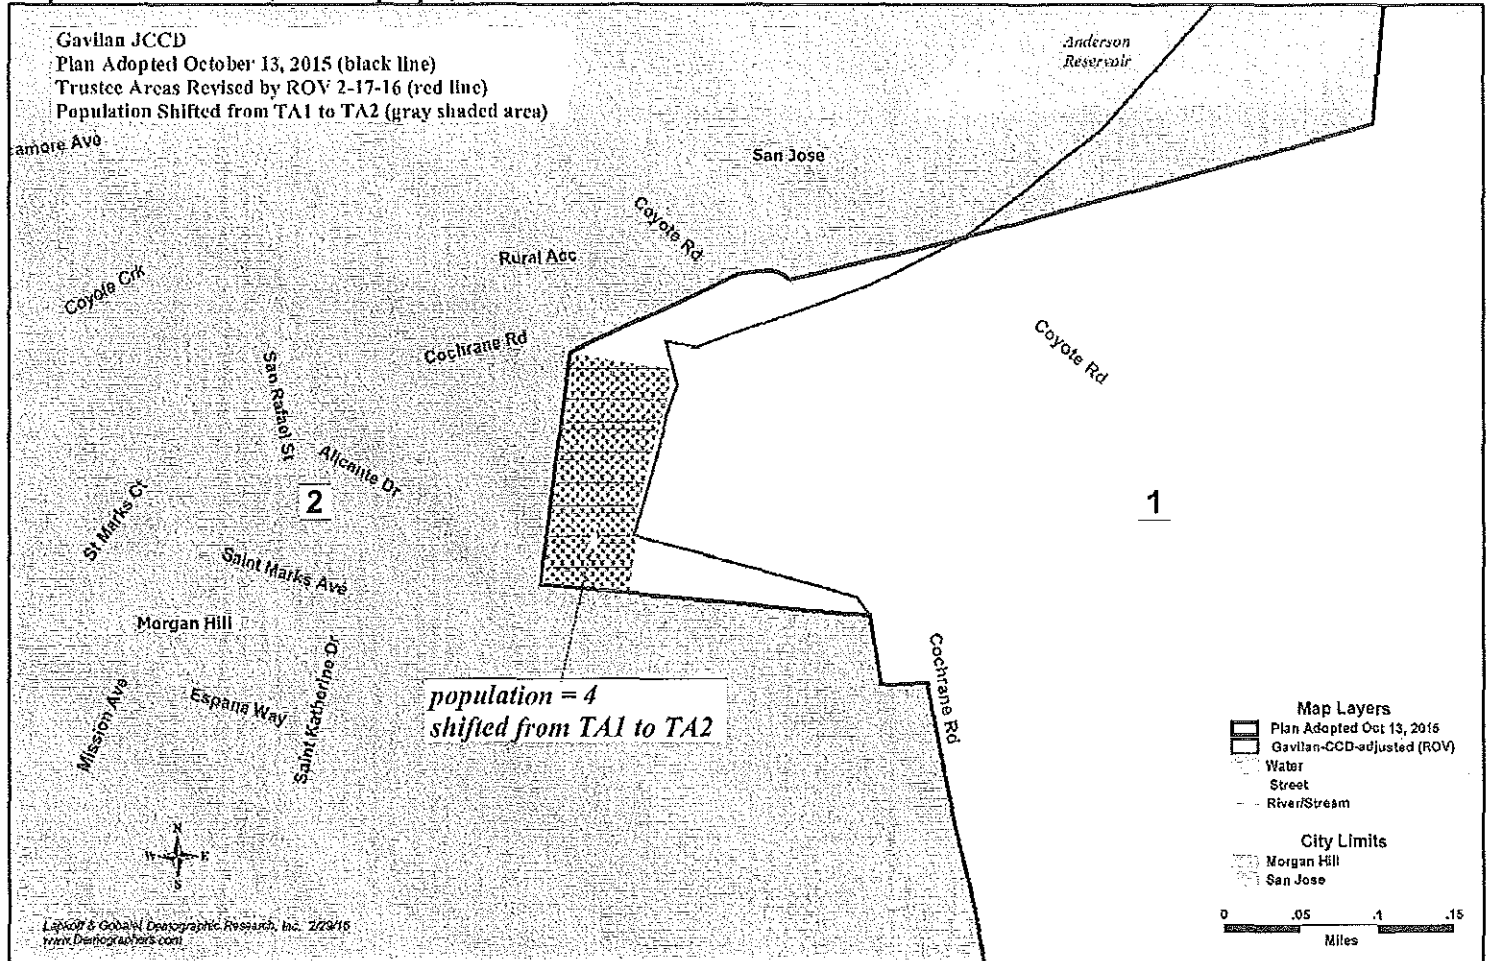 Gavilan JCCD
Plan Adopted October 13, 2015 (black line)
Trustee Areas Revised by ROV 2-17-16 (red line)
Population Shifted from TA1 to TA2 (gray shaded area)
Anderson
Reservoir
amore Ave
San Jose
Coyote Rd
Rural Acc
Coyote Crk
Cochrane Rd
Coyote Rd
San Rafael St
Alicante Dr
St Marks Ct
2
1
Saint Marks Ave
Morgan Hill
Saint Katherine Dr
Mission Ave
Espana Way
Cochrane Rd
population = 4
shifted from TA1 to TA2
Map Layers
Plan Adopted Oct 13, 2015
Gavilan-CCD-adjusted (ROV)
Water
Street
River/Stream
City Limits
Morgan Hill
San Jose
N
W E
S
Lapkoff & Gobalet Demographic Research, Inc. 2/29/16
www.Demographers.com
0 .05 .1 .15
Miles